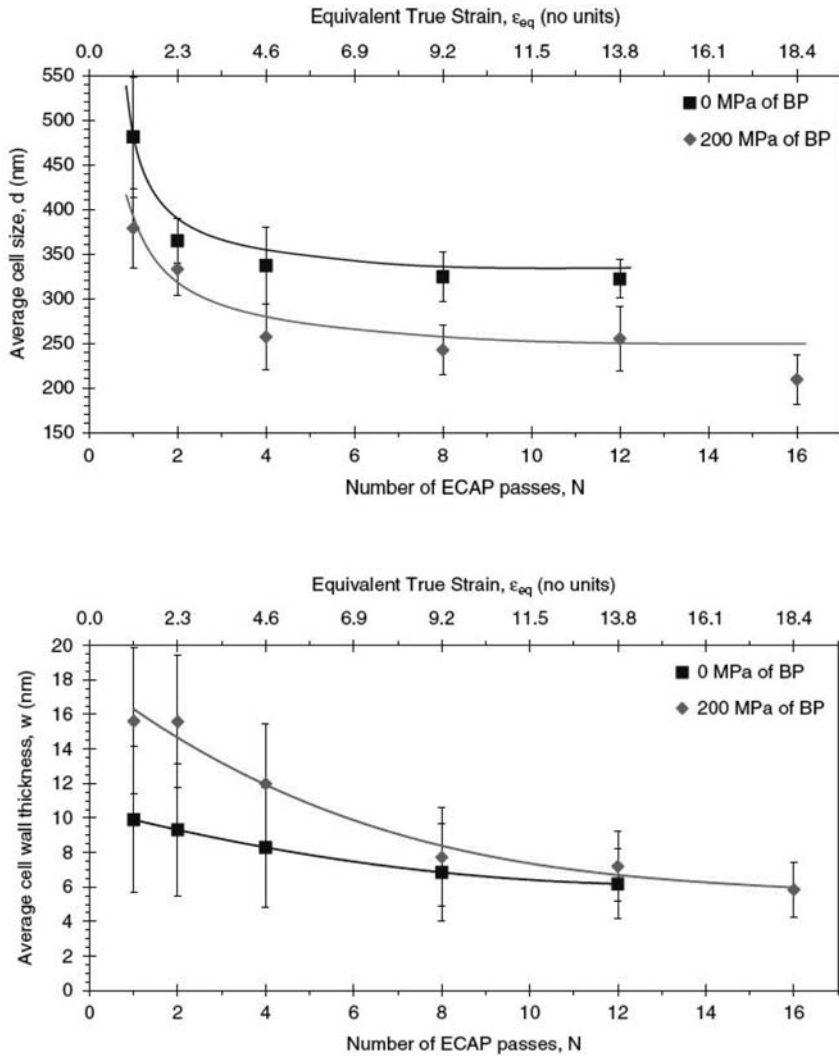 Equivalent True Strain, εeq (no units)
0.0 2.3 4.6 6.9 9.2 11.5 13.8 16.1 18.4
550
500
450
400
350
300
250
200
150
Average cell size, d (nm)
0 MPa of BP
200 MPa of BP
0 2 4 6 8 10 12 14 16
Number of ECAP passes, N
Equivalent True Strain, εeq (no units)
0.0 2.3 4.6 6.9 9.2 11.5 13.8 16.1 18.4
20
18
16
14
12
10
8
6
4
2
0
Average cell wall thickness, w (nm)
0 MPa of BP
200 MPa of BP
0 2 4 6 8 10 12 14 16
Number of ECAP passes, N